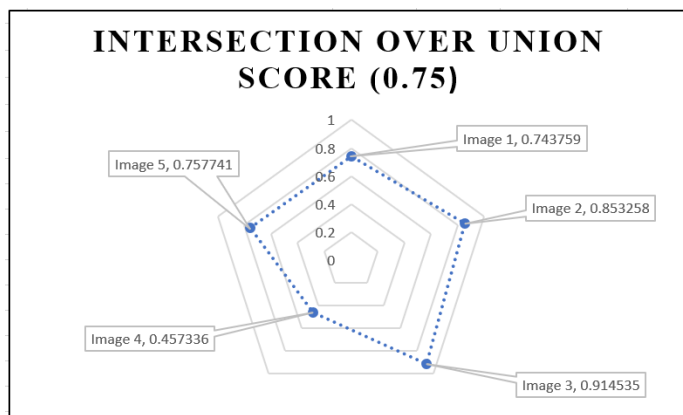 INTERSECTION OVER UNION
SCORE (0.75)
1
0.8
0.6
0.4
0.2
0
Image 1, 0.743759
Image 2, 0.853258
Image 3, 0.914535
Image 4, 0.457336
Image 5, 0.757741